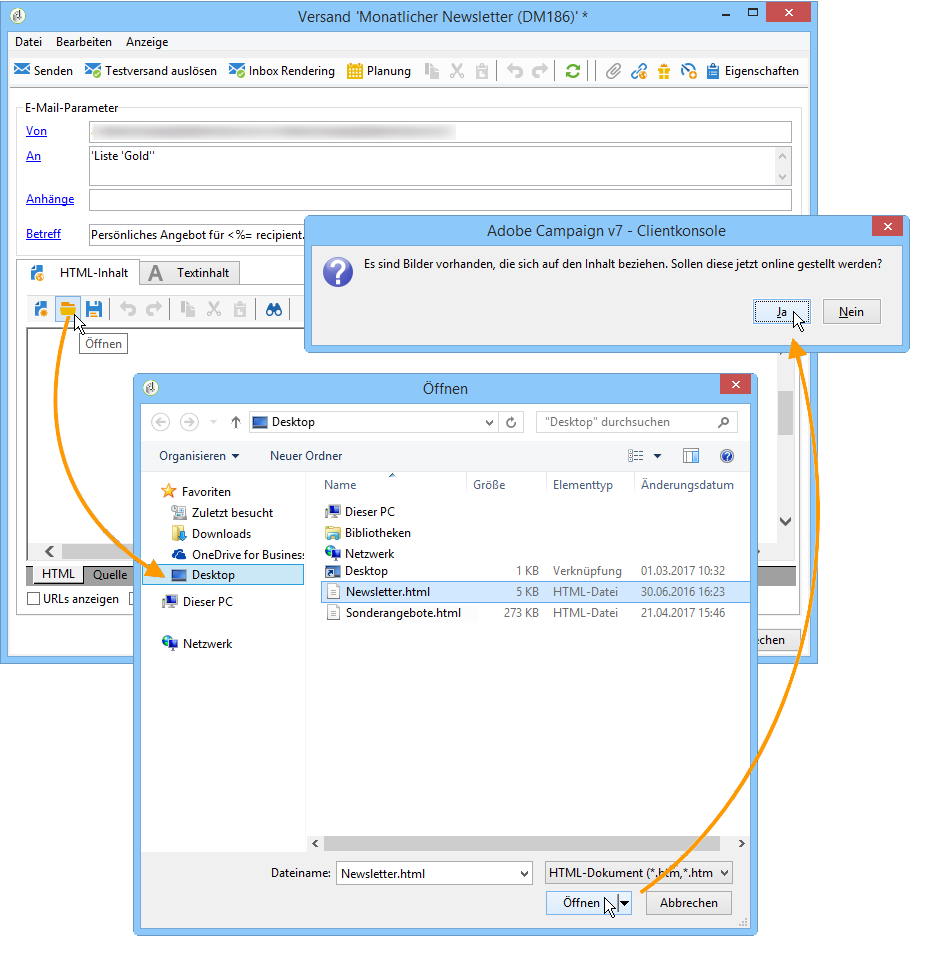 Versand 'Monatlicher Newsletter (DM186)' *
Datei Bearbeiten Anzeige
Senden Testversand auslösen Inbox Rendering Planung Eigenschaften
E-Mail-Parameter
Von
An 'Liste 'Gold''
Anhänge
Betreff Persönliches Angebot für <%= recipient.
Adobe Campaign v7 - Clientkonsole
Es sind Bilder vorhanden, die sich auf den Inhalt beziehen. Sollen diese jetzt online gestellt werden?
Ja Nein
HTML-Inhalt A Textinhalt
Öffnen
Öffnen
Desktop "Desktop" durchsuchen
Organisieren Neuer Ordner
Name Größe Elementtyp Änderungsdatum
Favoriten
Zuletzt besucht
Downloads
OneDrive for Busines
Desktop
Dieser PC
Netzwerk
Dieser PC
Bibliotheken
Netzwerk
Desktop 1 KB Verknüpfung 01.03.2017 10:32
Newsletter.html 5 KB HTML-Datei 30.06.2016 16:23
Sonderangebote.html 273 KB HTML-Datei 21.04.2017 15:46
HTML Quelle
URLs anzeigen
chen
Dateiname: Newsletter.html HTML-Dokument (*.htm,*.htm
Öffnen Abbrechen